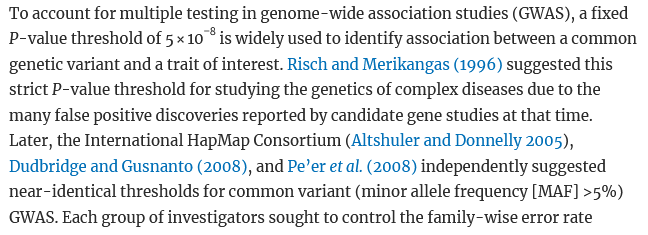 To account for multiple testing in genome-wide association studies (GWAS), a fixed
P-value threshold of 5 × 10⁻⁸ is widely used to identify association between a common
genetic variant and a trait of interest. Risch and Merikangas (1996) suggested this
strict P-value threshold for studying the genetics of complex diseases due to the
many false positive discoveries reported by candidate gene studies at that time.
Later, the International HapMap Consortium (Altshuler and Donnelly 2005),
Dudbridge and Gusnanto (2008), and Pe’er et al. (2008) independently suggested
near-identical thresholds for common variant (minor allele frequency [MAF] >5%)
GWAS. Each group of investigators sought to control the family-wise error rate